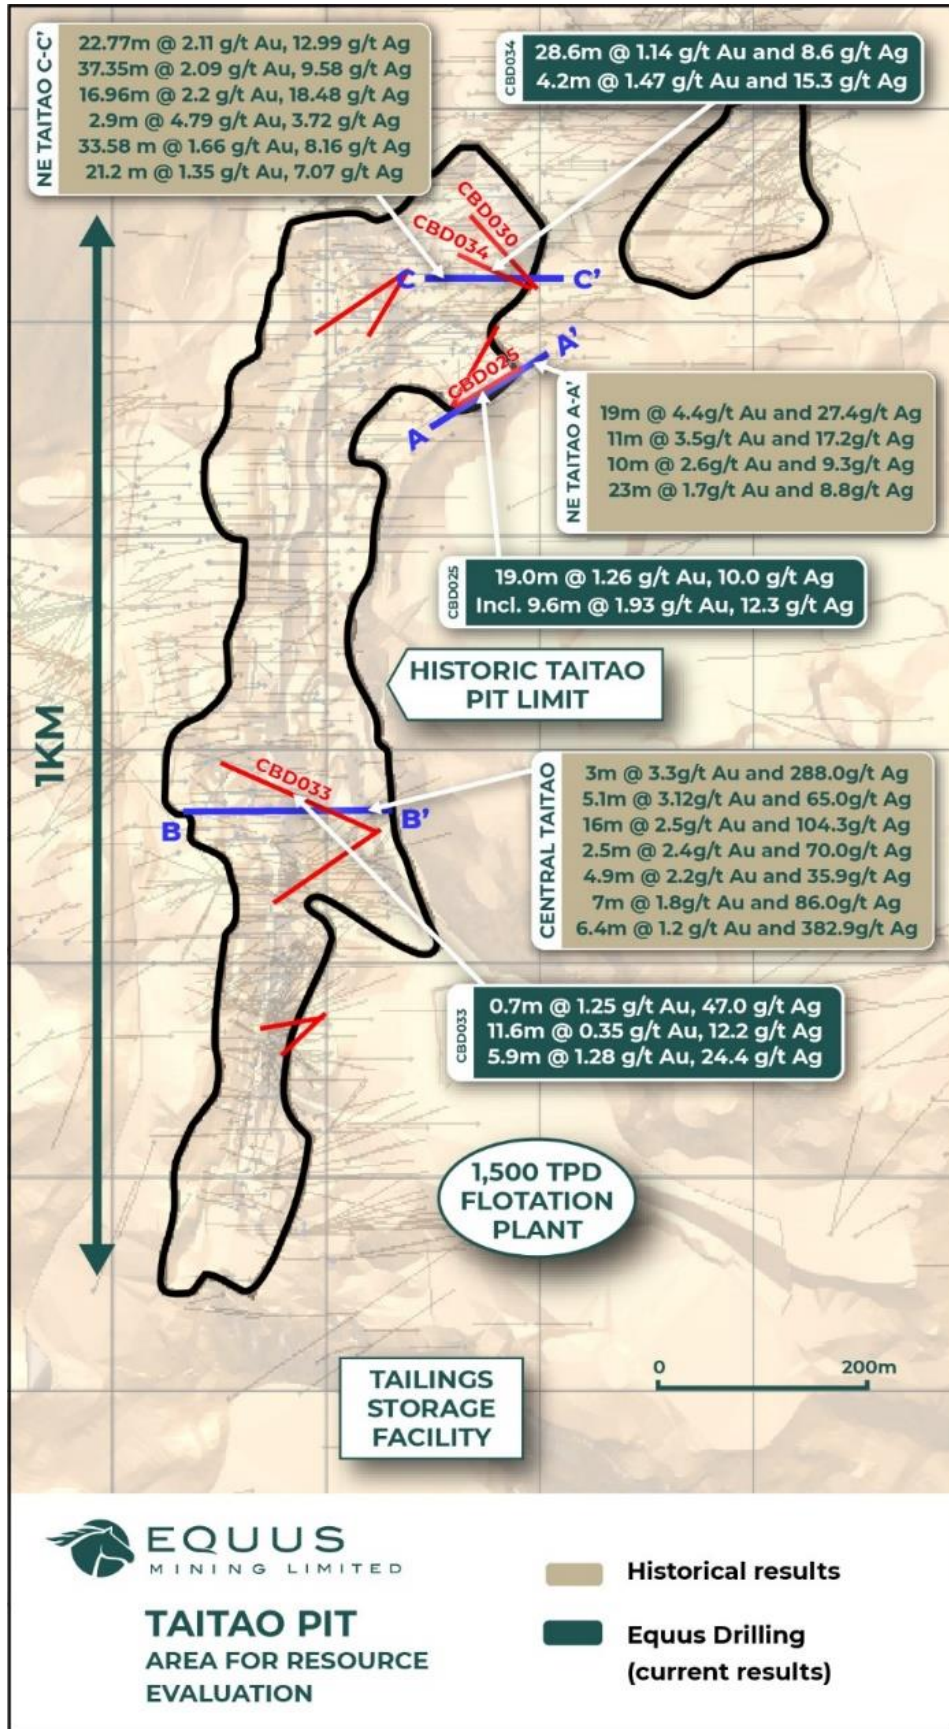 NE TAITAO C-C'
22.77m @ 2.11 g/t Au, 12.99 g/t Ag
37.35m @ 2.09 g/t Au, 9.58 g/t Ag
16.96m @ 2.2 g/t Au, 18.48 g/t Ag
2.9m @ 4.79 g/t Au, 3.72 g/t Ag
33.58 m @ 1.66 g/t Au, 8.16 g/t Ag
21.2 m @ 1.35 g/t Au, 7.07 g/t Ag
CBD034
28.6m @ 1.14 g/t Au and 8.6 g/t Ag
4.2m @ 1.47 g/t Au and 15.3 g/t Ag
CBD030
CBD034
C
C'
CBD025
A'
A
NE TAITAO A-A'
19m @ 4.4g/t Au and 27.4g/t Ag
11m @ 3.5g/t Au and 17.2g/t Ag
10m @ 2.6g/t Au and 9.3g/t Ag
23m @ 1.7g/t Au and 8.8g/t Ag
CBD025
19.0m @ 1.26 g/t Au, 10.0 g/t Ag
Incl. 9.6m @ 1.93 g/t Au, 12.3 g/t Ag
HISTORIC TAITAO
PIT LIMIT
1KM
CBD033
B
B'
CENTRAL TAITAO
3m @ 3.3g/t Au and 288.0g/t Ag
5.1m @ 3.12g/t Au and 65.0g/t Ag
16m @ 2.5g/t Au and 104.3g/t Ag
2.5m @ 2.4g/t Au and 70.0g/t Ag
4.9m @ 2.2g/t Au and 35.9g/t Ag
7m @ 1.8g/t Au and 86.0g/t Ag
6.4m @ 1.2 g/t Au and 382.9g/t Ag
CBD033
0.7m @ 1.25 g/t Au, 47.0 g/t Ag
11.6m @ 0.35 g/t Au, 12.2 g/t Ag
5.9m @ 1.28 g/t Au, 24.4 g/t Ag
1,500 TPD
FLOTATION
PLANT
0 200m
TAILINGS
STORAGE
FACILITY
EQUUS
MINING LIMITED
TAITAO PIT
AREA FOR RESOURCE
EVALUATION
Historical results
Equus Drilling
(current results)